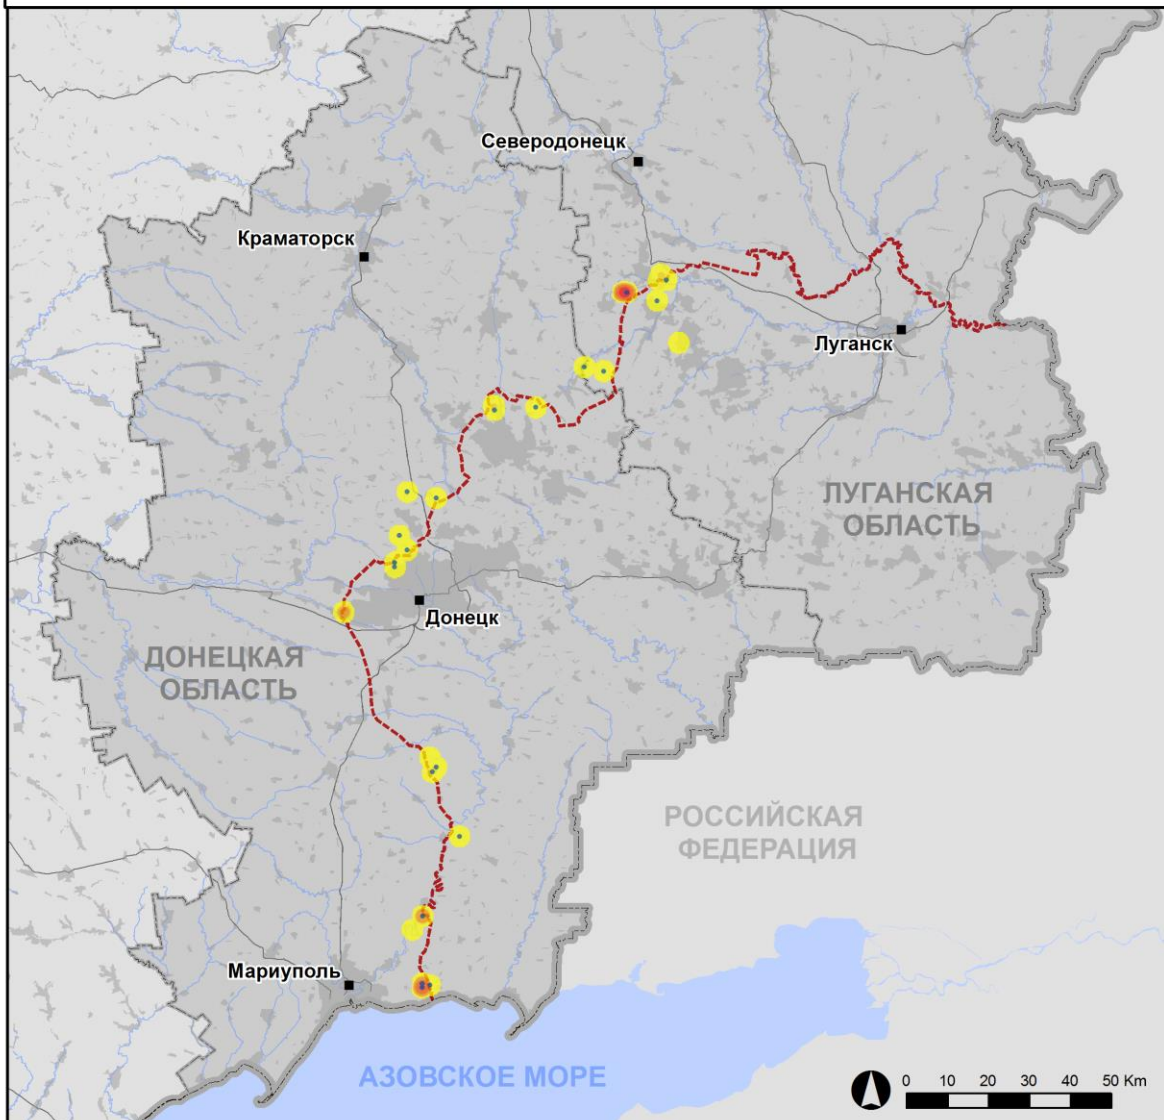 Северодонецк
Краматорск
Луганск
ЛУГАНСКАЯ
ОБЛАСТЬ
Донецк
ДОНЕЦКАЯ
ОБЛАСТЬ
РОССИЙСКАЯ
ФЕДЕРАЦИЯ
Мариуполь
АЗОВСКОЕ МОРЕ
0 10 20 30 40 50 Km